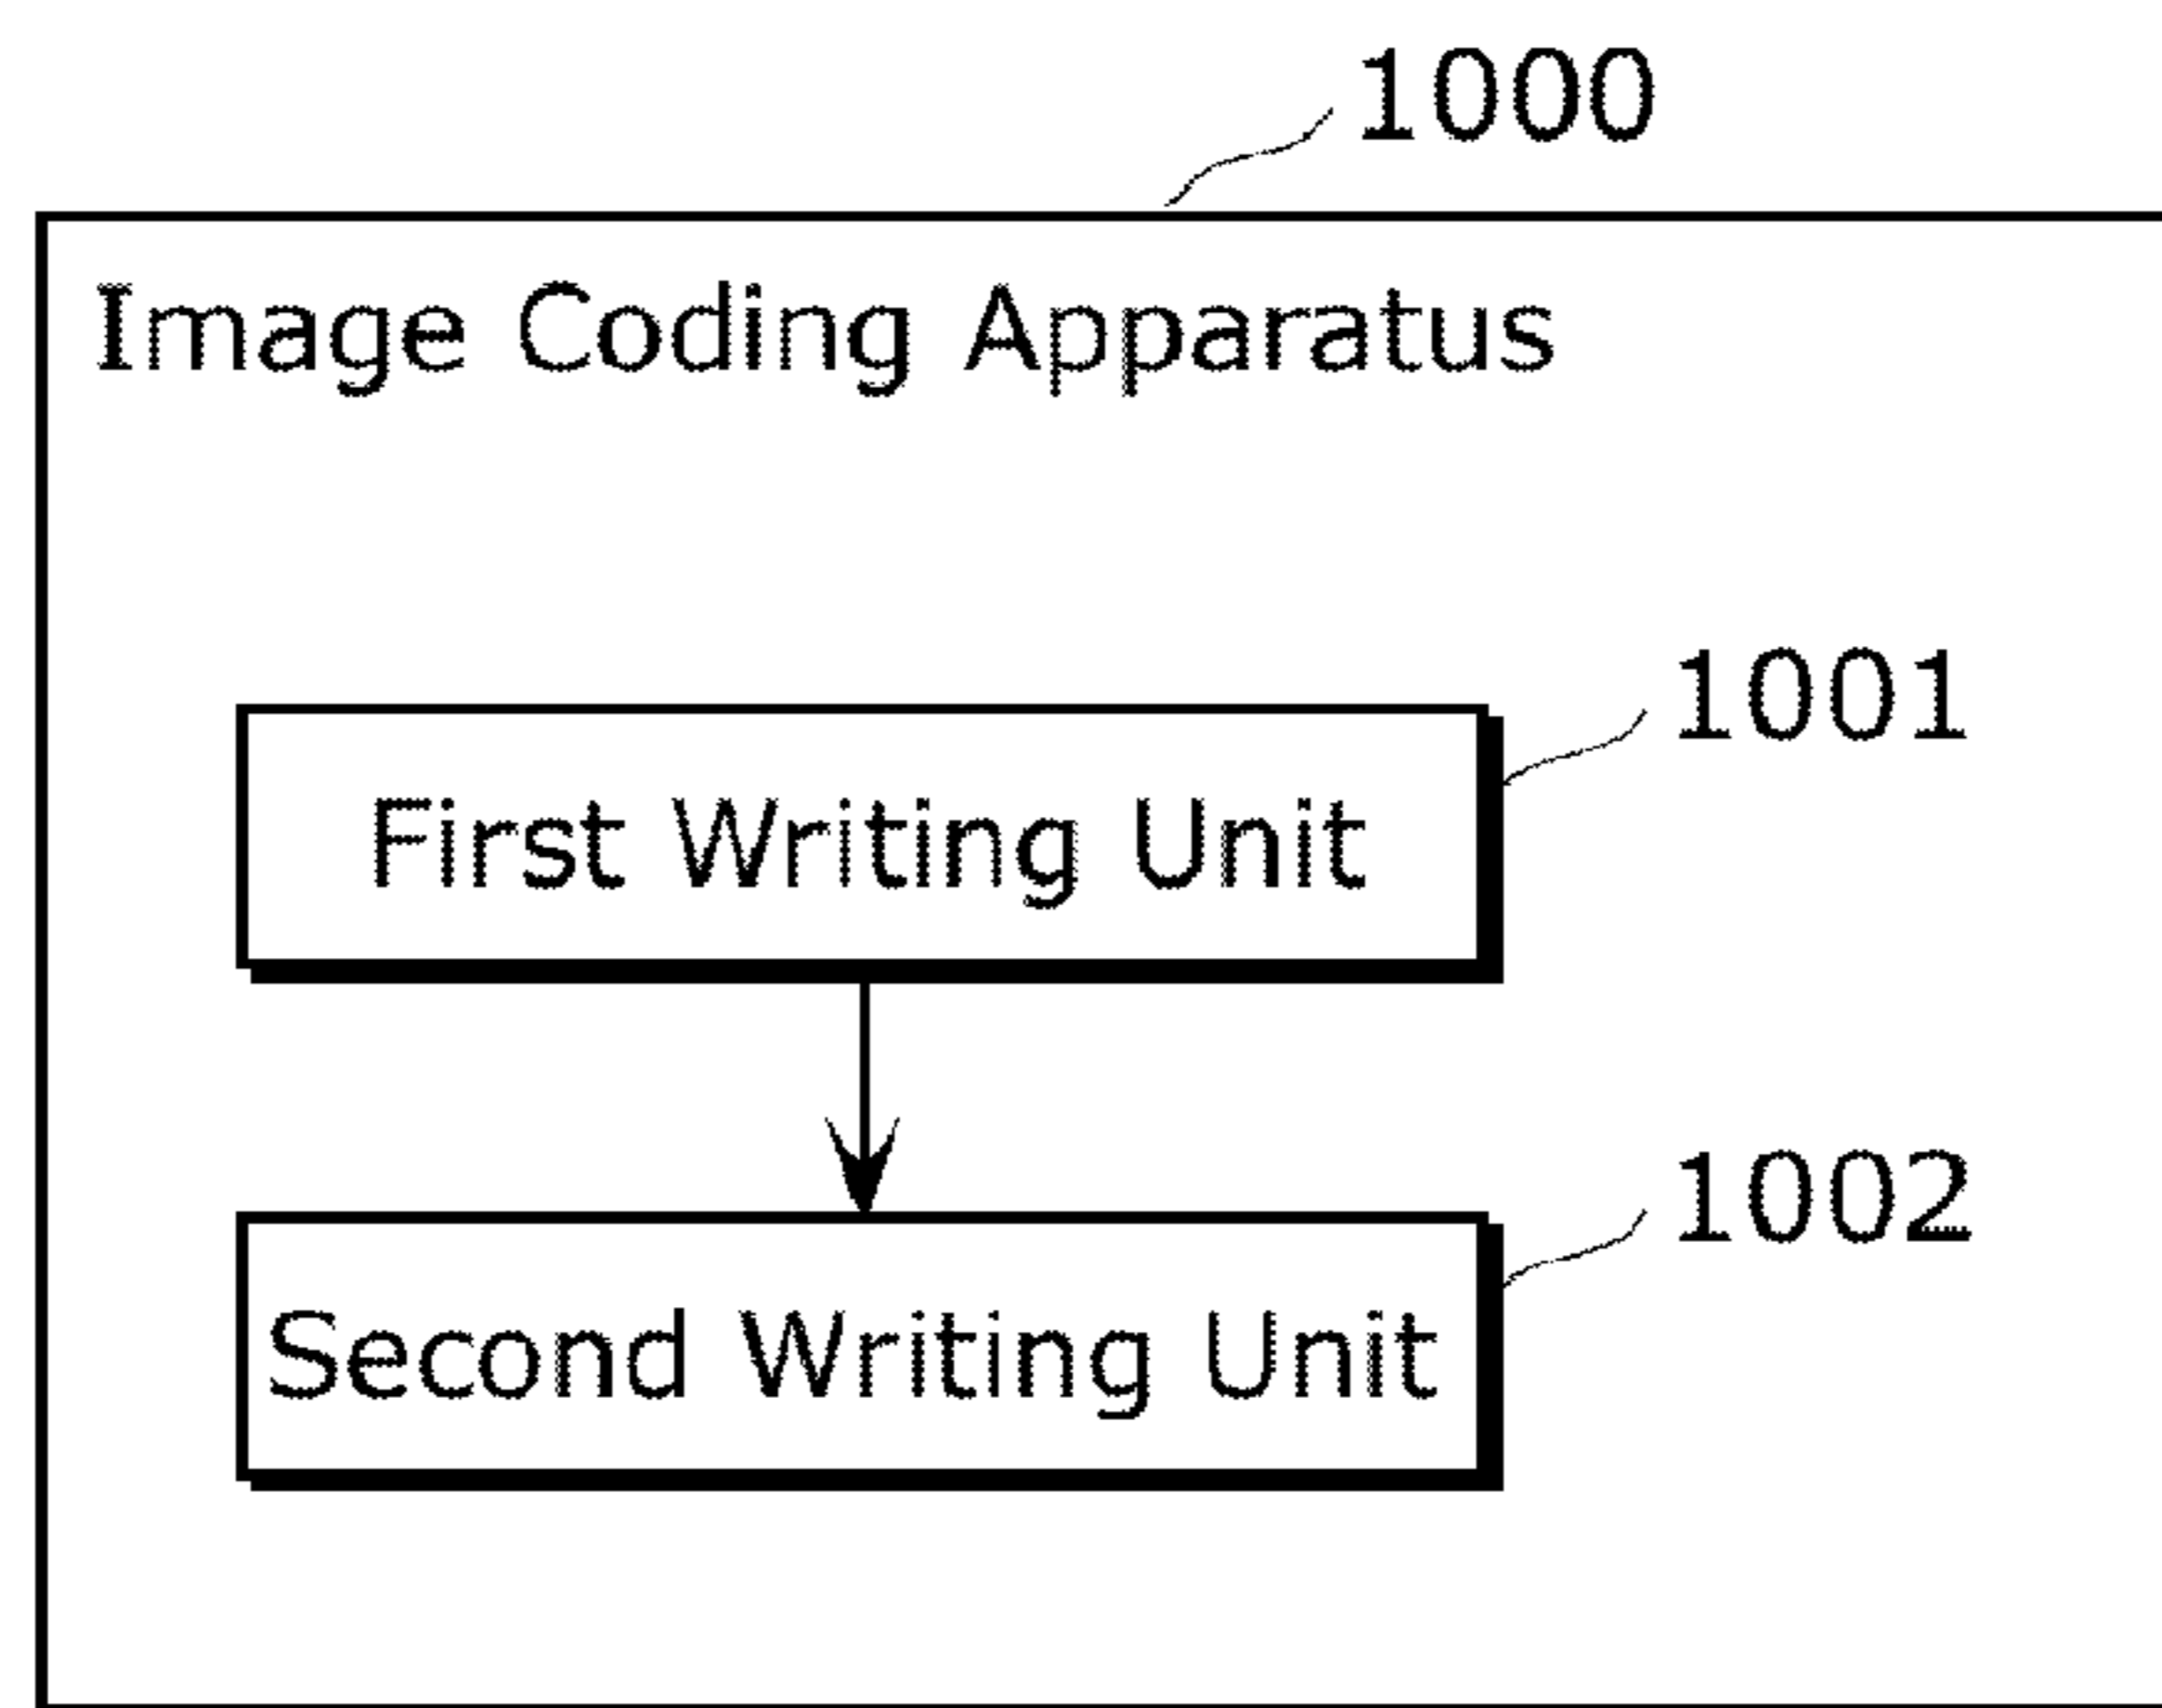 1000
Image Coding Apparatus
1001
First Writing Unit
1002
Second Writing Unit